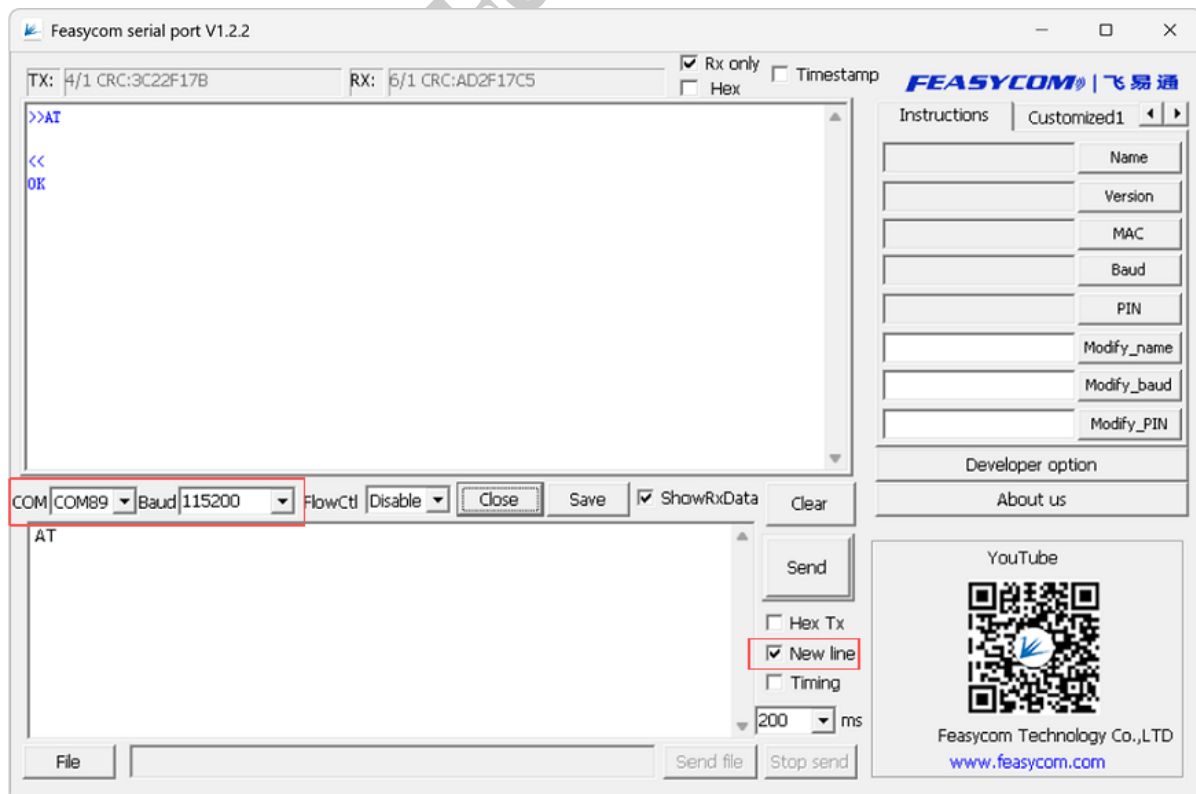 Feasycom serial port V1.2.2
TX: 4/1 CRC:3C22F17B RX: 6/1 CRC:AD2F17C5 Rx only Hex Timestamp
FEASYCOM | 飞易通
>>AT
<<
OK
Instructions Customized1
Name
Version
MAC
Baud
PIN
Modify_name
Modify_baud
Modify_PIN
Developer option
About us
COM COM89 Baud 115200 FlowCtl Disable Close Save ShowRxData Clear
AT
Send
Hex Tx
New line
Timing
200 ms
File Send file Stop send
YouTube
Feasycom Technology Co.,LTD
www.feasycom.com